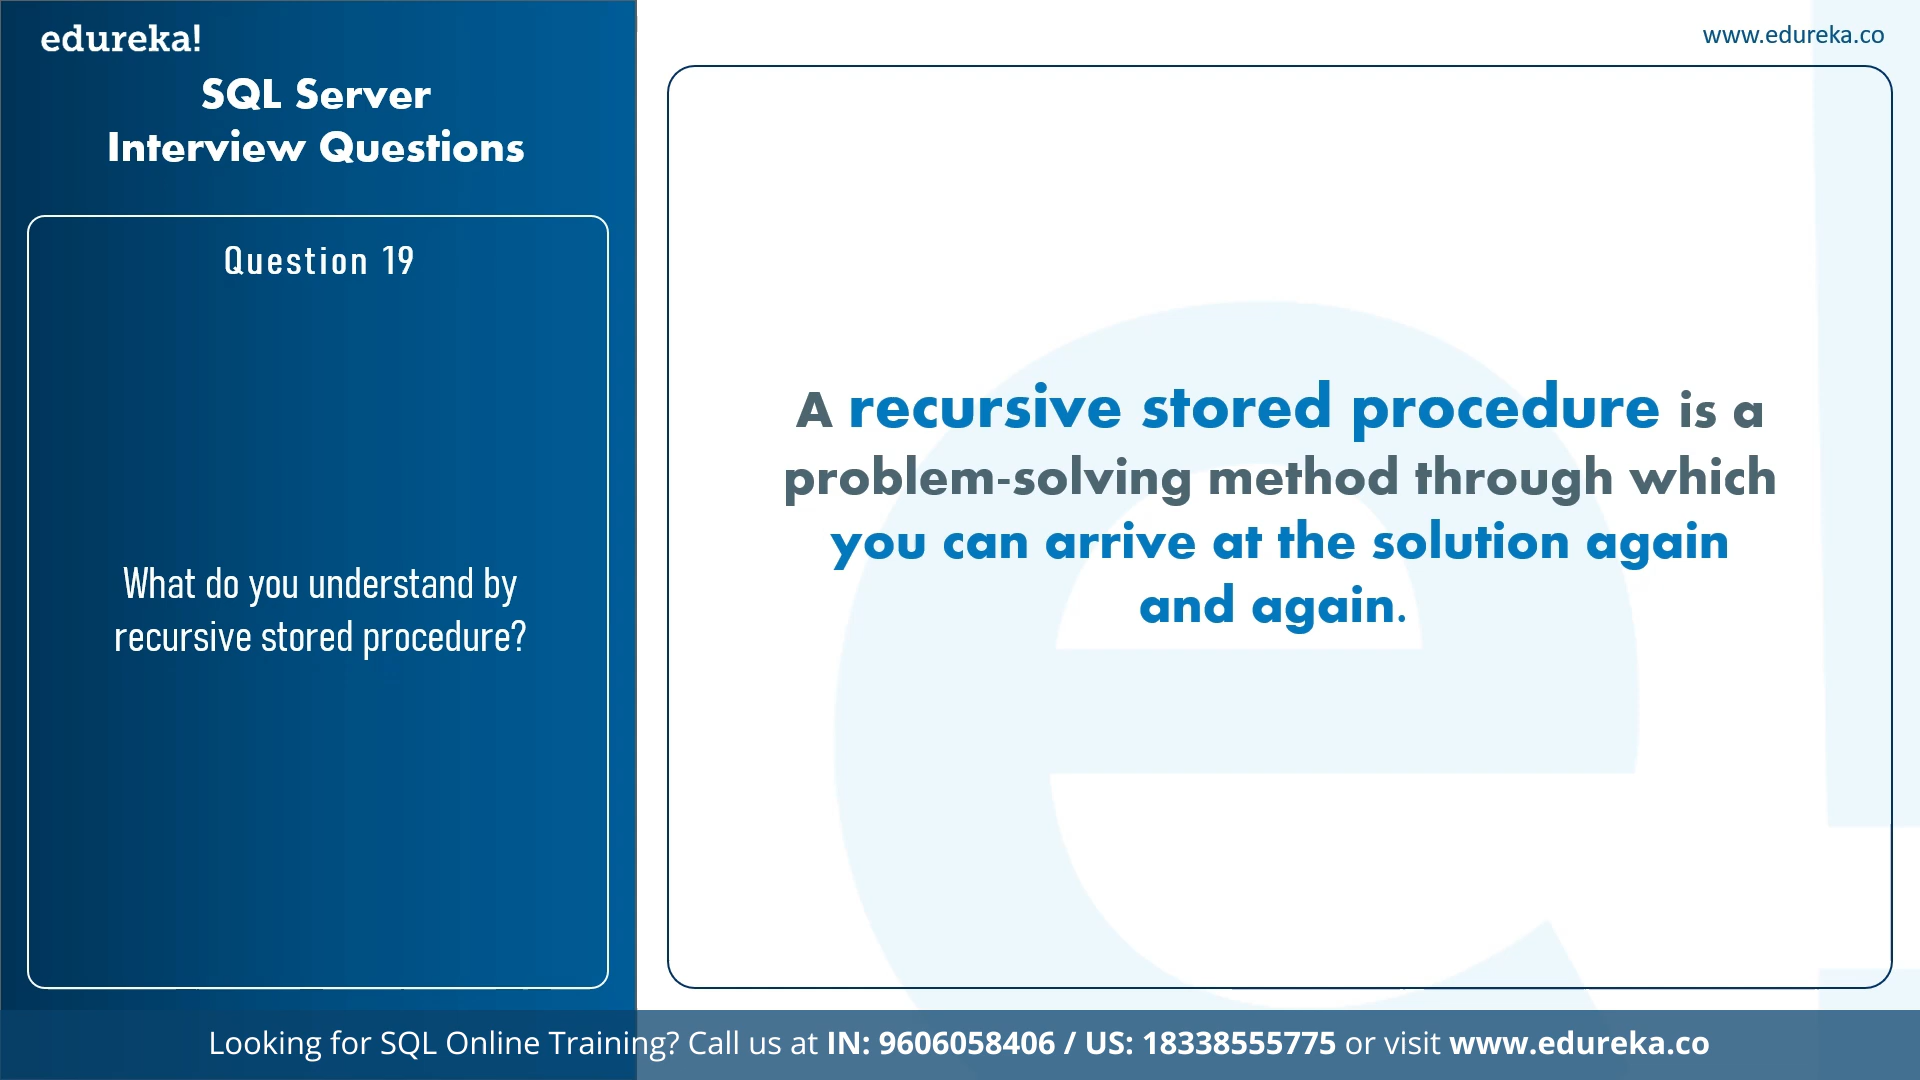 edureka!
www.edureka.co
SQL Server
Interview Questions
Question 19
What do you understand by
recursive stored procedure?
A recursive stored procedure is a
problem-solving method through which
you can arrive at the solution again
and again.
Looking for SQL Online Training? Call us at IN: 9606058406 / US: 18338555775 or visit www.edureka.co